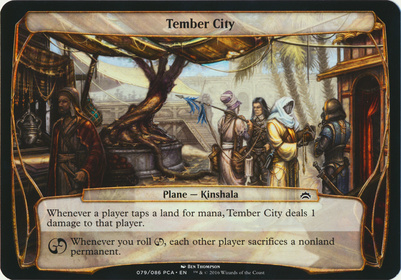 Tember City
Plane — Kinshala
Whenever a player taps a land for mana, Tember City deals 1
damage to that player.
Whenever you roll , each other player sacrifices a nonland
permanent.
Ben Thompson
079/086 PCA • EN ™ & © 2016 Wizards of the Coast